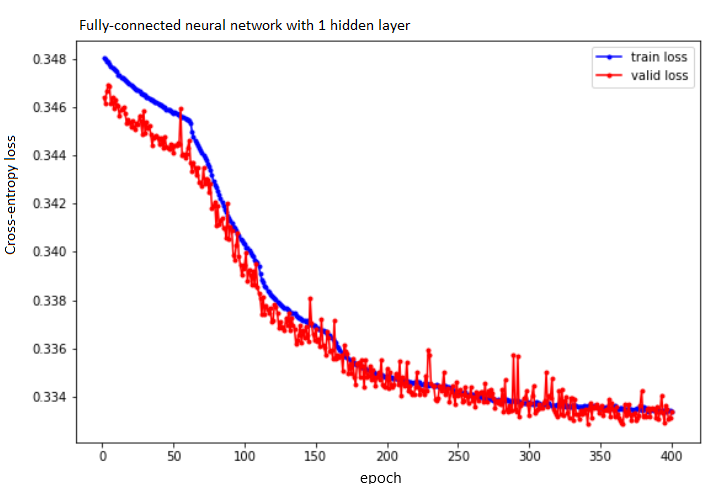 Fully-connected neural network with 1 hidden layer
train loss
valid loss
0.348
0.346
0.344
0.342
0.340
0.338
0.336
0.334
Cross-entropy loss
0 50 100 150 200 250 300 350 400
epoch